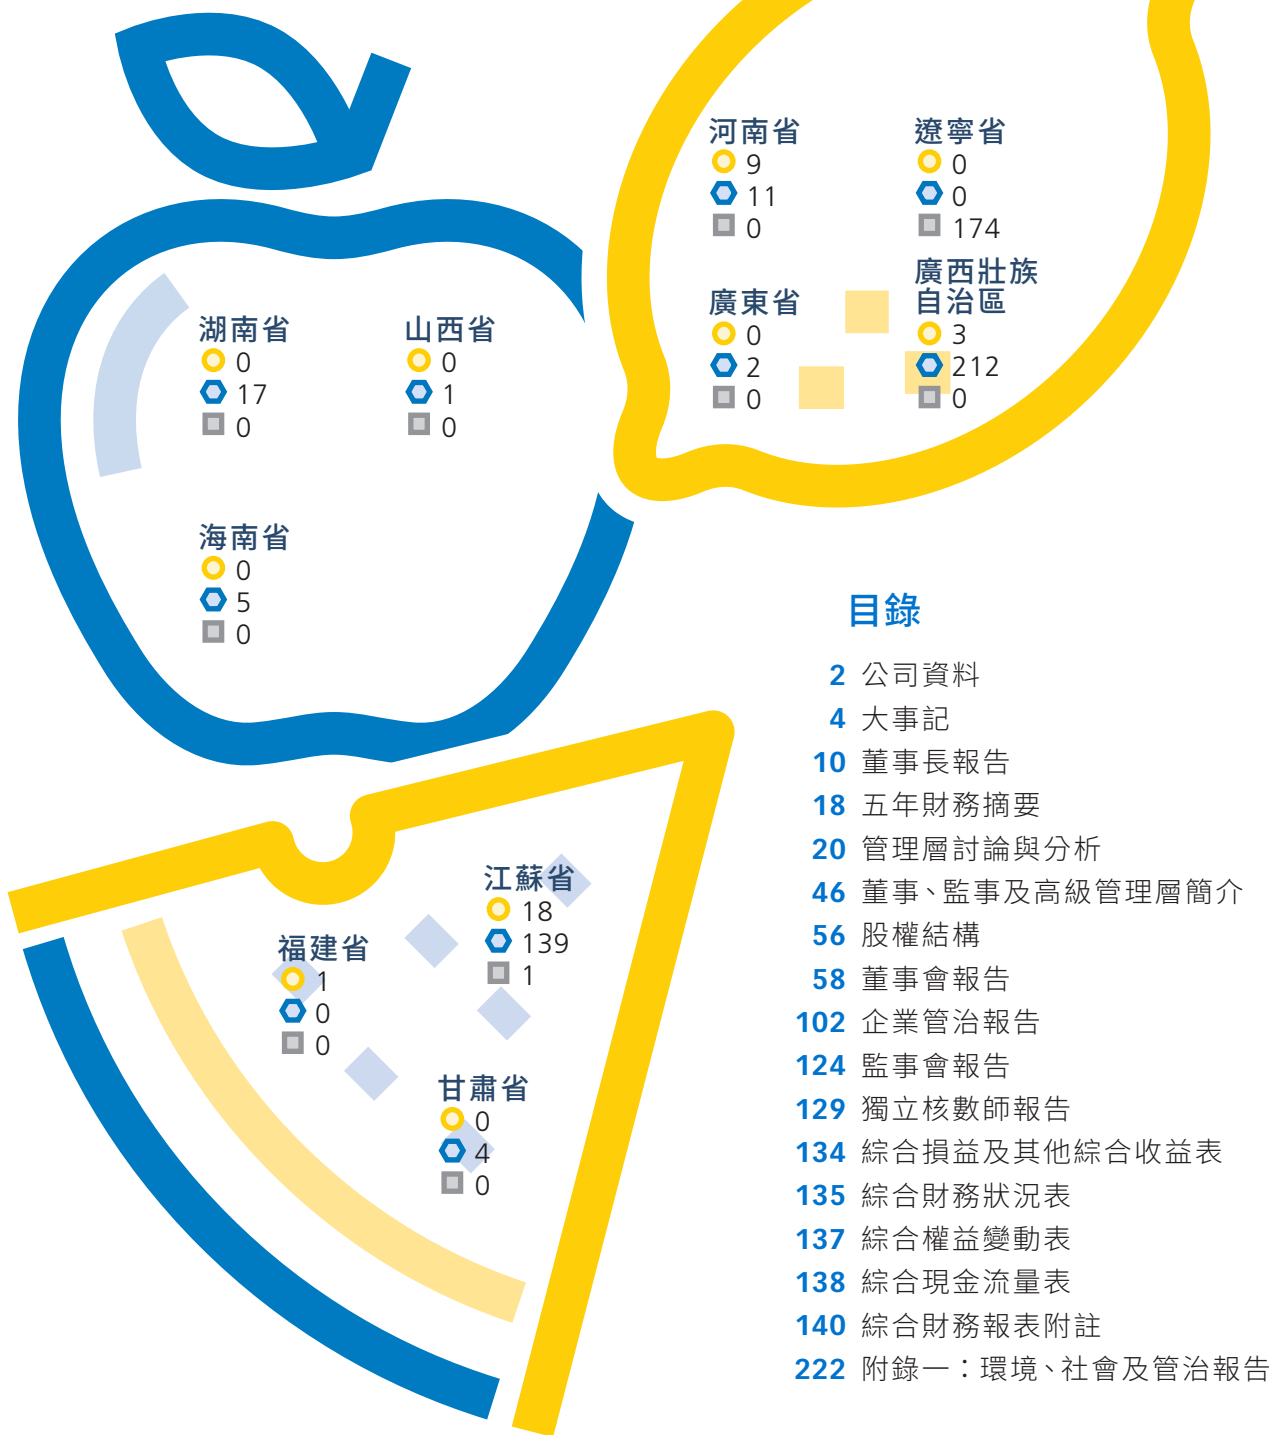 河南省
9
11
0
遼寧省
0
0
174
廣東省
0
2
0
廣西壯族
自治區
3
212
0
湖南省
0
17
0
山西省
0
1
0
海南省
0
5
0
江蘇省
18
139
1
福建省
1
0
0
甘肅省
0
4
0
目錄
2 公司資料
4 大事記
10 董事長報告
18 五年財務摘要
20 管理層討論與分析
46 董事、監事及高級管理層簡介
56 股權結構
58 董事會報告
102 企業管治報告
124 監事會報告
129 獨立核數師報告
134 綜合損益及其他綜合收益表
135 綜合財務狀況表
137 綜合權益變動表
138 綜合現金流量表
140 綜合財務報表附註
222 附錄一：環境、社會及管治報告